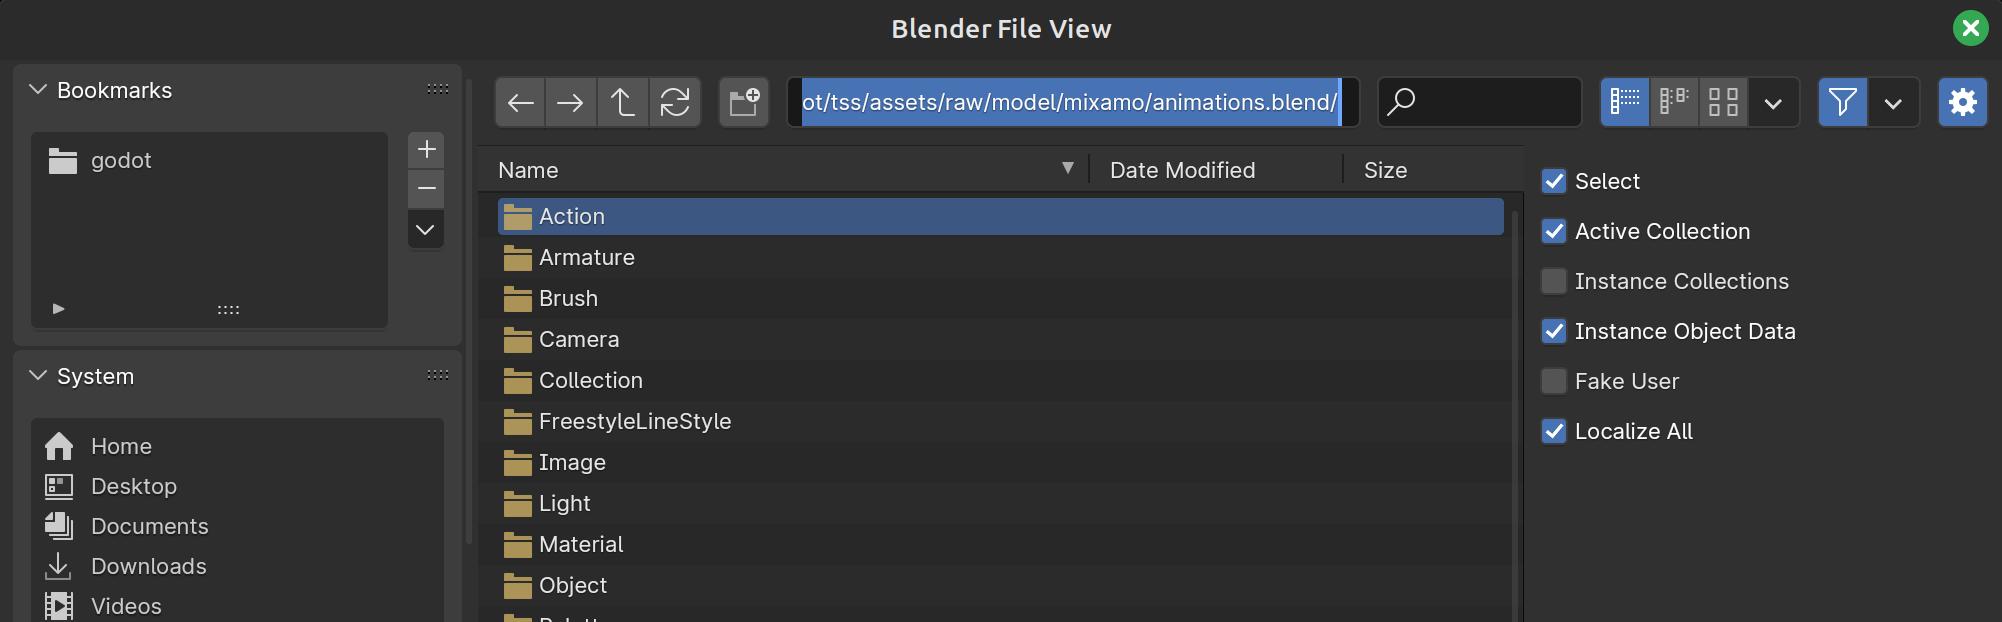 Blender File View
Bookmarks
godot
System
Home
Desktop
Documents
Downloads
Videos
ot/tss/assets/raw/model/mixamo/animations.blend/
Name Date Modified Size
Action
Armature
Brush
Camera
Collection
FreestyleLineStyle
Image
Light
Material
Object
Select
Active Collection
Instance Collections
Instance Object Data
Fake User
Localize All